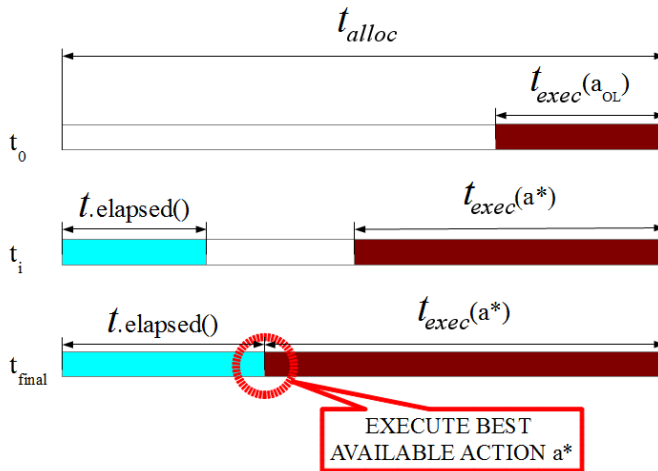 t_alloc
t_exec(a_OL)
t_0
t.elapsed()
t_exec(a*)
t_i
t.elapsed()
t_exec(a*)
t_final
EXECUTE BEST
AVAILABLE ACTION a*